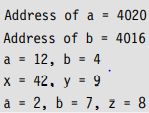 Address of a = 4020
Address of b = 4016
a = 12, b = 4
x = 42, y = 9
a = 2, b = 7, z = 8